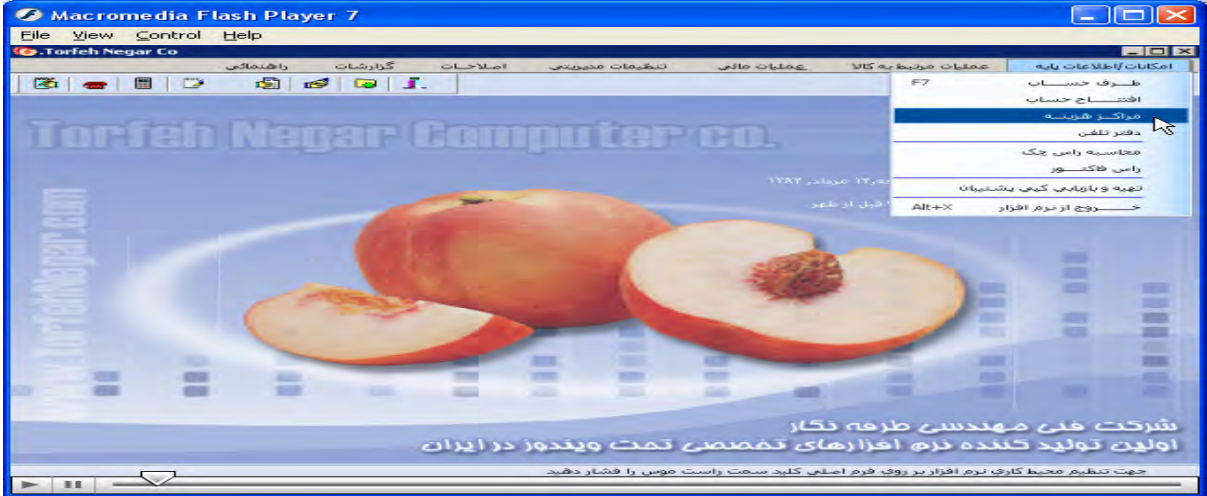 Macromedia Flash Player 7
File View Control Help
.Torfeh Negar Co
امکانات/اطلاعات پایه عملیات مرتبط به کالا عملیات مالی تنظیمات مدیریتی اصلاحات گزارشات راهنمائی
طرف حساب F7
افتتاح حساب
مراکز هزینه
دفتر تلفن
محاسبه راس چک
راس فاکتور
تهیه و بازیابی کپی پشتیبان
خروج از نرم افزار Alt+X
Torfeh Negar Computer co.
۱۲ مرداد, ۱۳۸۲
قبل از ظهر
www.TorfehNegar.com
شرکت فنی مهندسی طرفه نگار
اولین تولید کننده نرم افزارهای تخصصی تحت ویندوز در ایران
جهت تنظیم محیط کاری نرم افزار بر روی فرم اصلی کلید سمت راست موس را فشار دهید